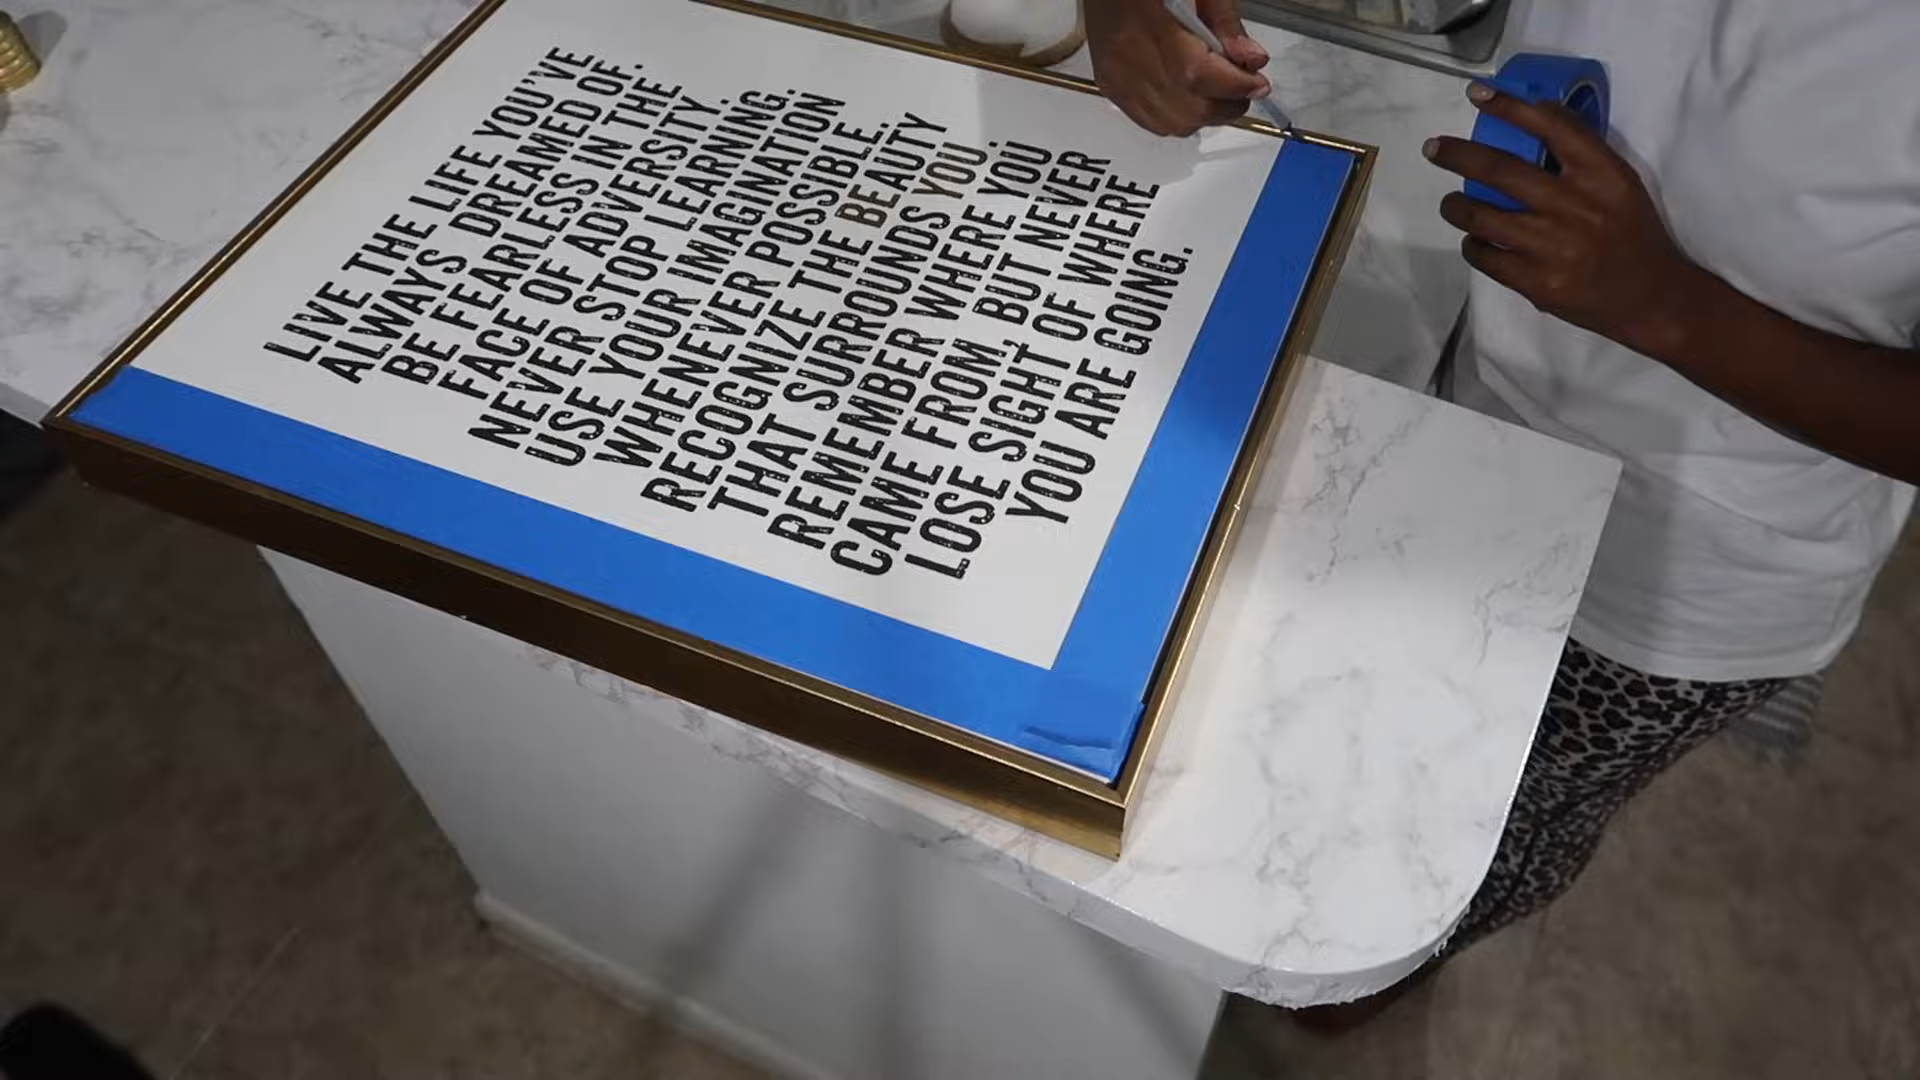 LIVE THE LIFE YOU'VE
ALWAYS DREAMED OF.
BE FEARLESS IN THE
FACE OF ADVERSITY.
NEVER STOP LEARNING.
USE YOUR IMAGINATION
WHENEVER POSSIBLE.
RECOGNIZE THE BEAUTY
THAT SURROUNDS YOU.
REMEMBER WHERE YOU
CAME FROM, BUT NEVER
LOSE SIGHT OF WHERE
YOU ARE GOING.